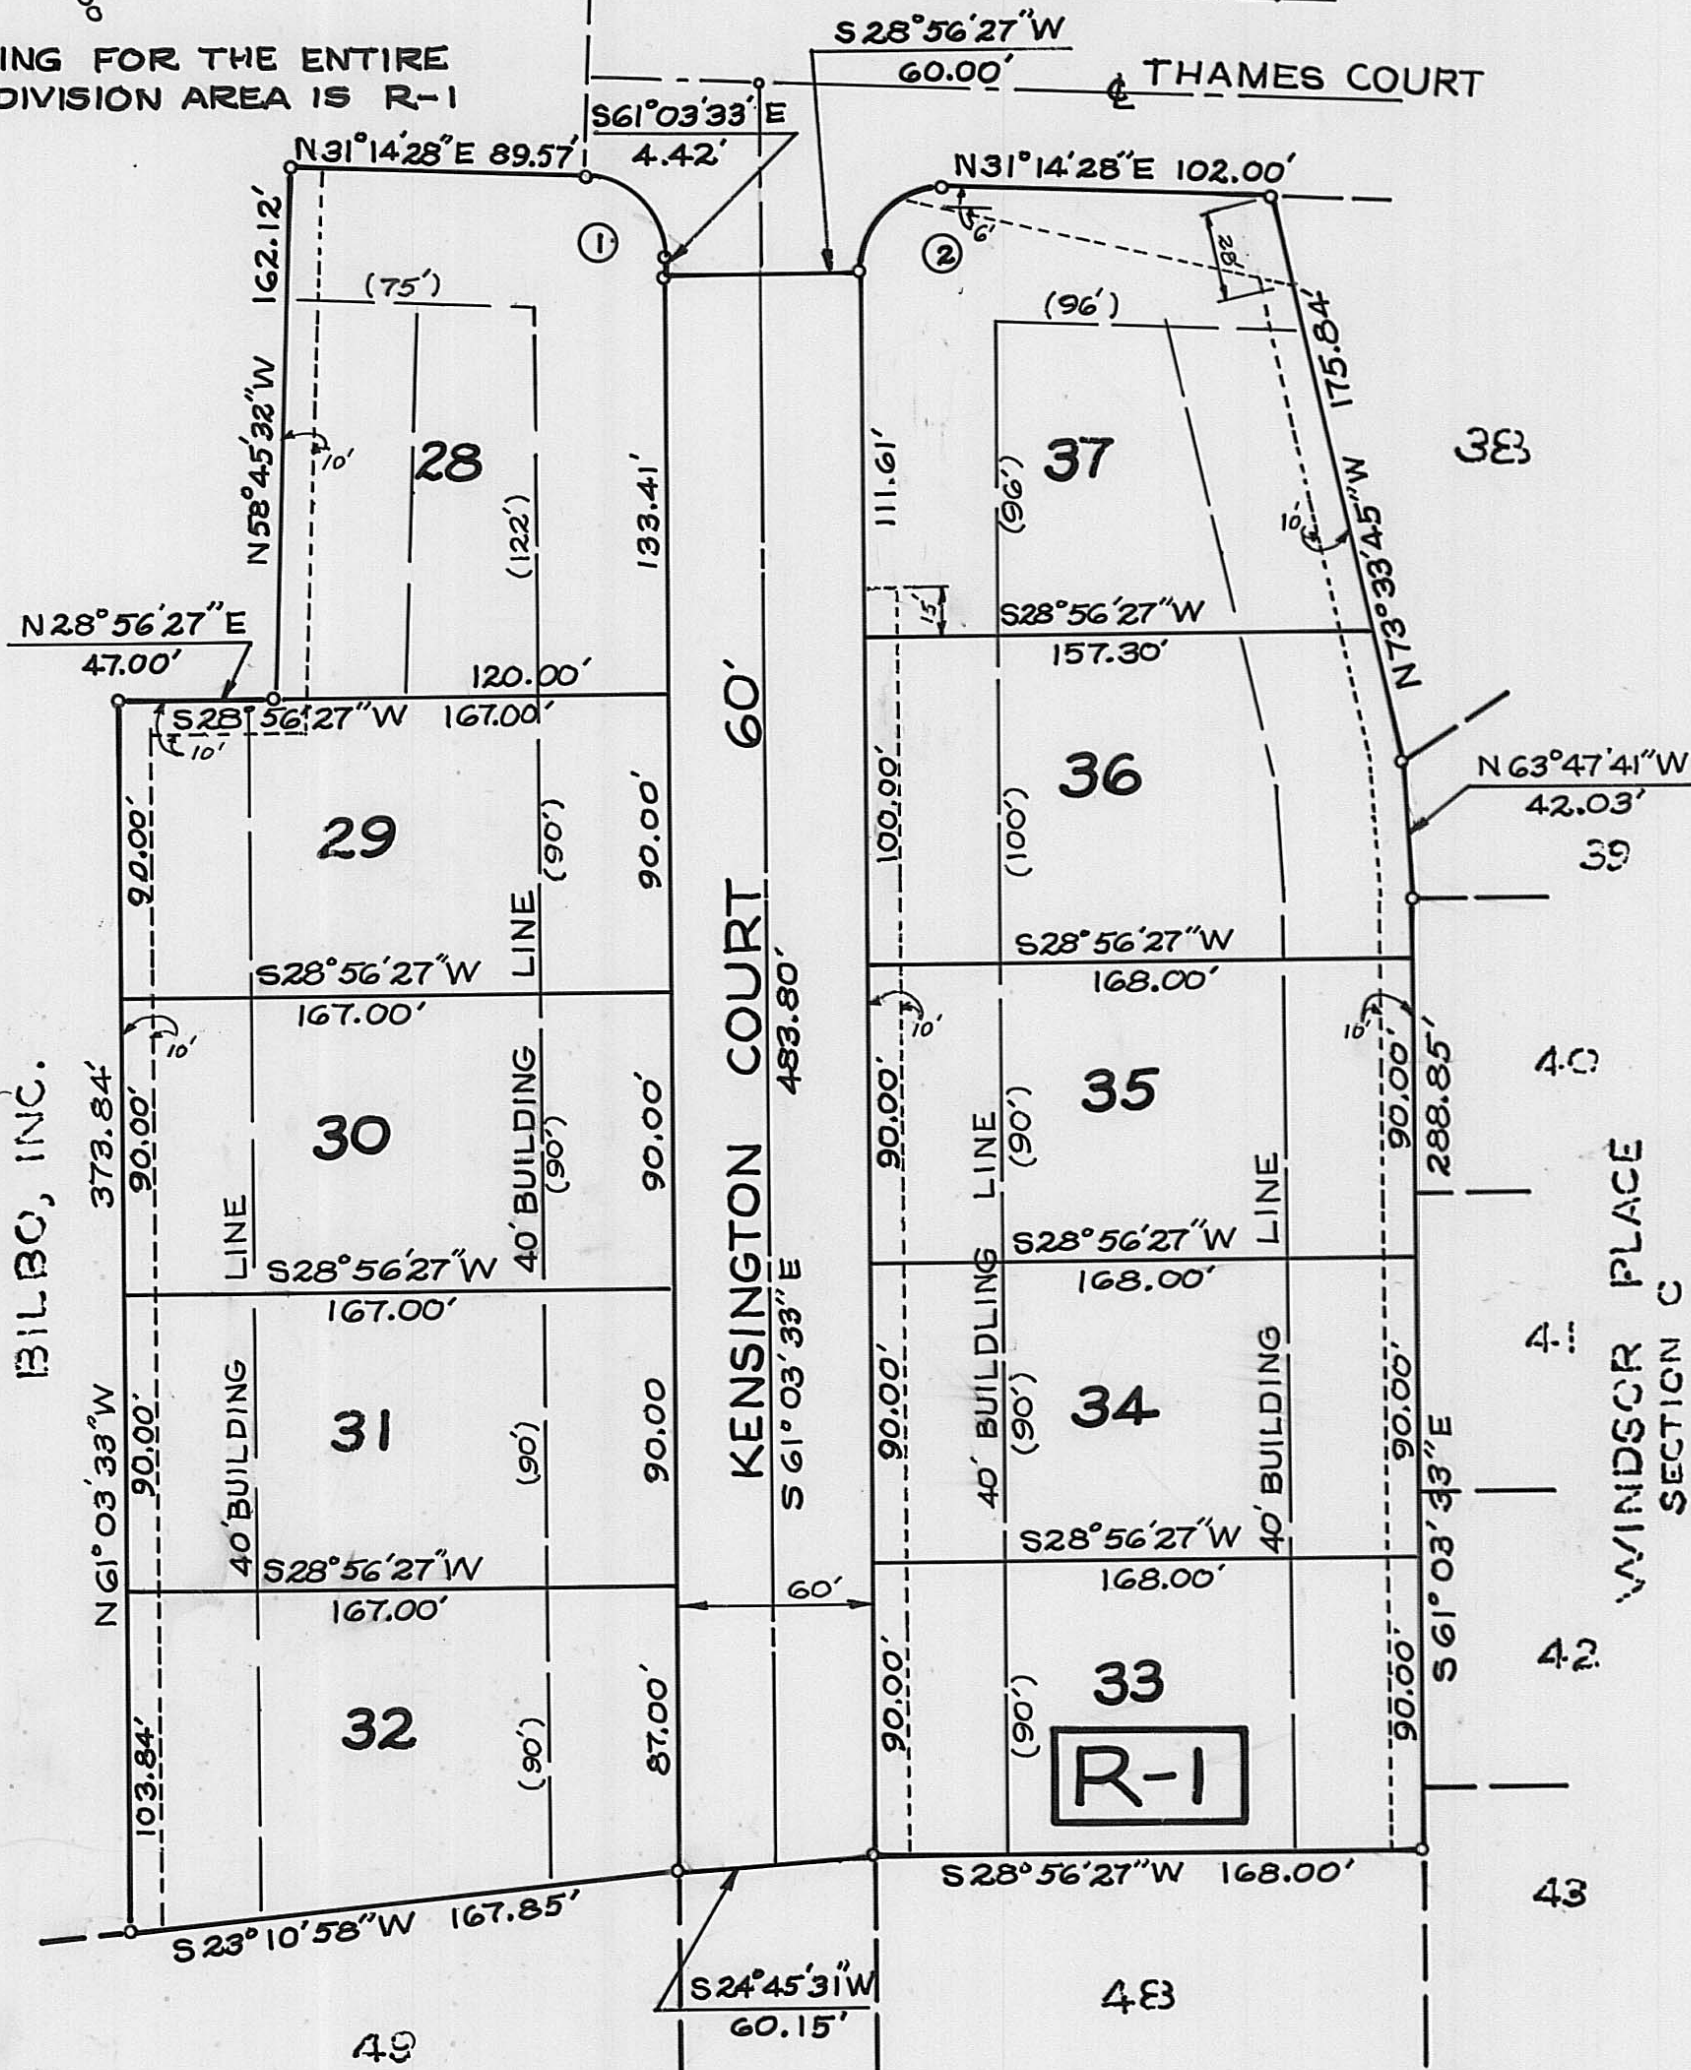 ING FOR THE ENTIRE
DIVISION AREA IS R-1
S28°56'27"W
60.00'
℄ THAMES COURT
S61°03'33"E
4.42'
N31°14'28"E 89.57'
N31°14'28"E 102.00'
162.12'
N58°45'32"W
1
2
6'
28'
(75')
(96')
175.84'
N73°33'45"W
38
10'
28
(122')
133.41'
111.61'
(96')
37
10'
15'
S28°56'27"W
157.30'
N28°56'27"E
47.00'
120.00'
S28°56'27"W 167.00'
10'
KENSINGTON COURT 60'
483.80'
S61°03'33"E
36
N63°47'41"W
42.03'
39
90.00'
29
(90')
90.00'
100.00'
(100')
S28°56'27"W
167.00'
S28°56'27"W
168.00'
10'
10'
10'
BILBO, INC.
373.84'
N61°03'33"W
90.00'
30
40' BUILDING LINE
(90')
90.00'
90.00'
35
(90')
90.00'
288.85'
S61°03'33"E
40
S28°56'27"W
167.00'
S28°56'27"W
168.00'
40' BUILDING LINE
40' BUILDLING LINE
40' BUILDING LINE
41
WINDSOR PLACE
SECTION C
90.00'
31
(90')
90.00
90.00'
34
(90')
90.00'
S28°56'27"W
167.00'
S28°56'27"W
168.00'
60'
42
103.84'
32
(90')
87.00'
90.00'
33
(90')
90.00'
R-1
S23°10'58"W 167.85'
S28°56'27"W 168.00'
43
S24°45'31"W
60.15'
48
49